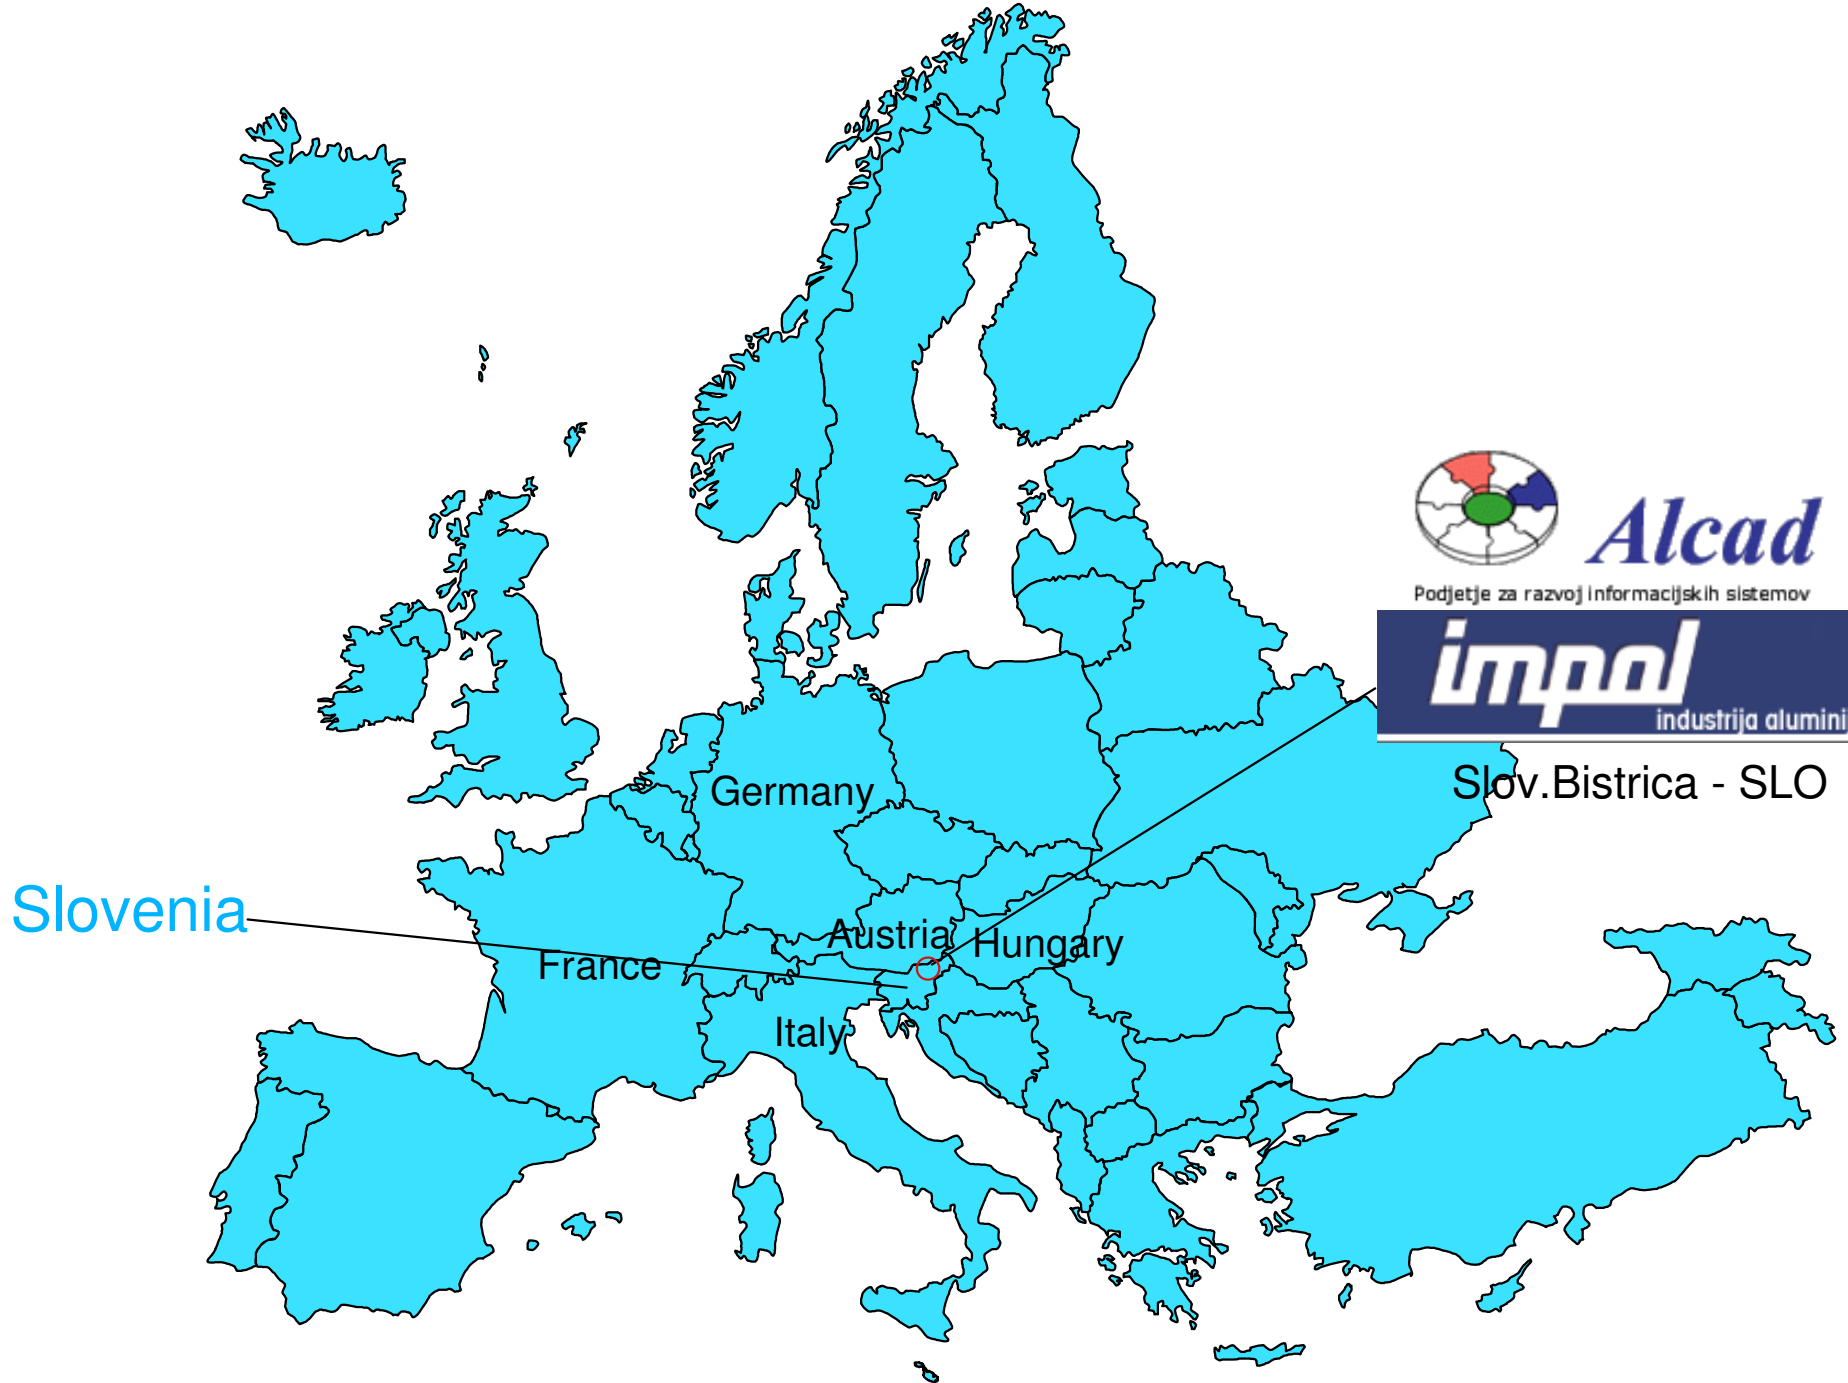 Alcad
Podjetje za razvoj informacijskih sistemov
impol
industrija alumini
Slov.Bistrica - SLO
Germany
Slovenia
Austria
Hungary
France
Italy